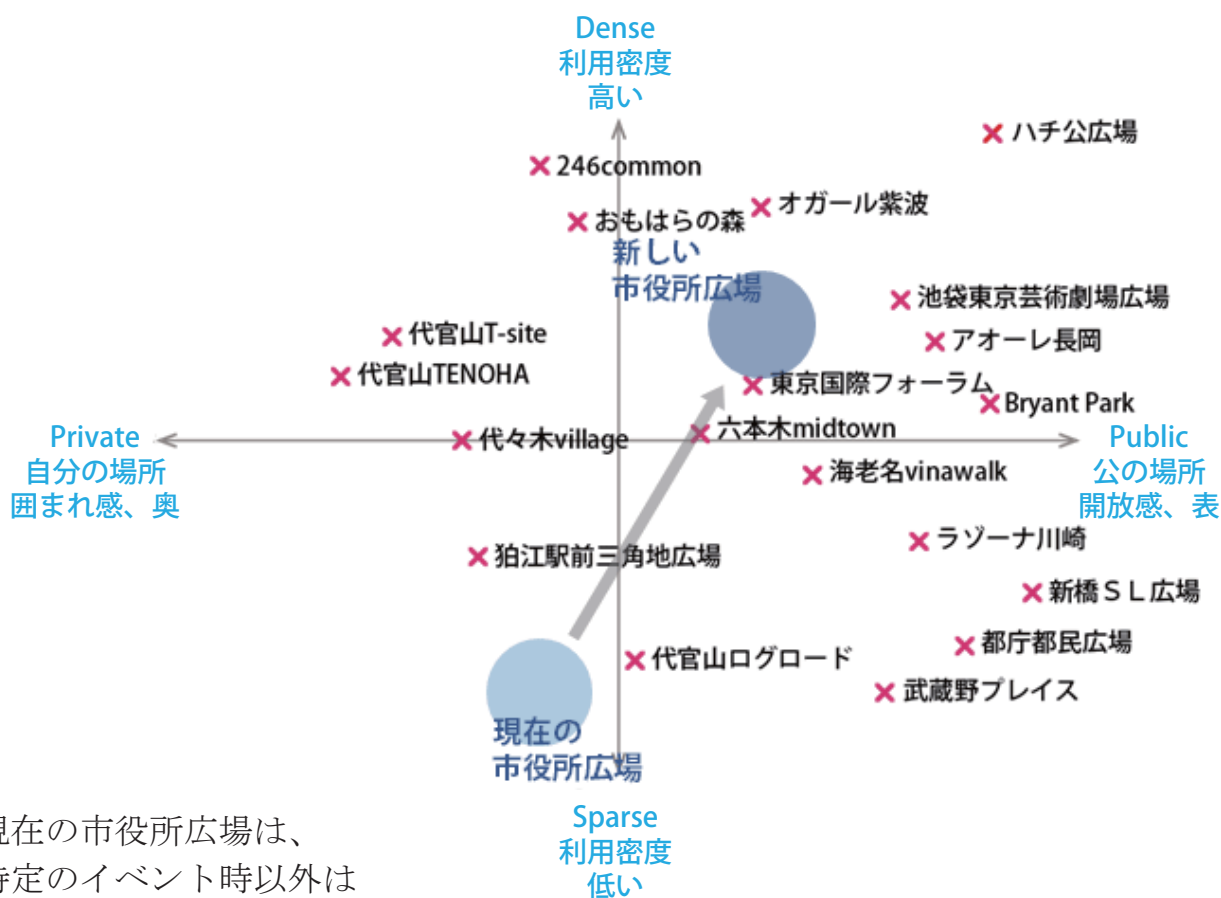 Dense
利用密度
高い
ハチ公広場
246common
オガール紫波
おもはらの森
新しい
市役所広場
池袋東京芸術劇場広場
代官山T-site
アオーレ長岡
代官山TENOHA
東京国際フォーラム
Bryant Park
Private
自分の場所
囲まれ感、奥
代々木village
六本木midtown
Public
公の場所
開放感、表
海老名vinawalk
ラゾーナ川崎
狛江駅前三角地広場
新橋ＳＬ広場
都庁都民広場
代官山ログロード
武蔵野プレイス
現在の
市役所広場
Sparse
利用密度
低い
現在の市役所広場は、
特定のイベント時以外は